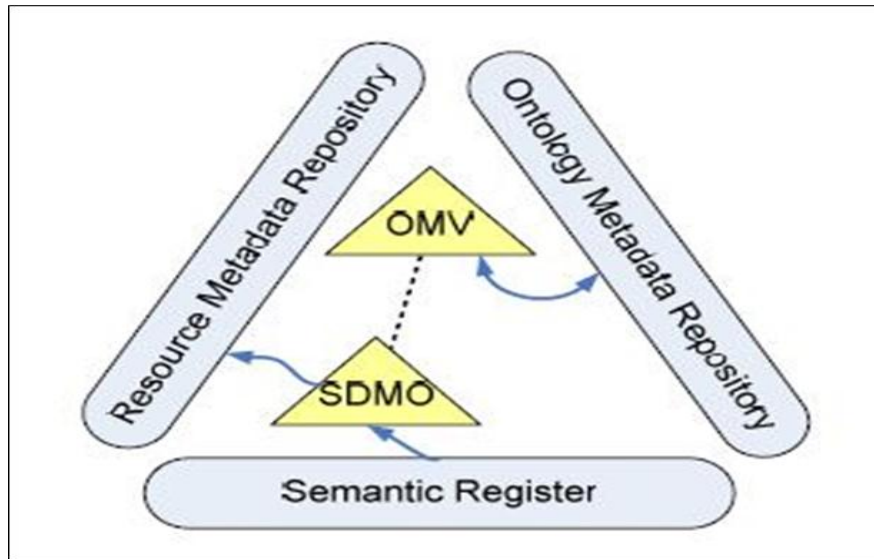 Resource Metadata Repository
Ontology Metadata Repository
OMV
SDMO
Semantic Register